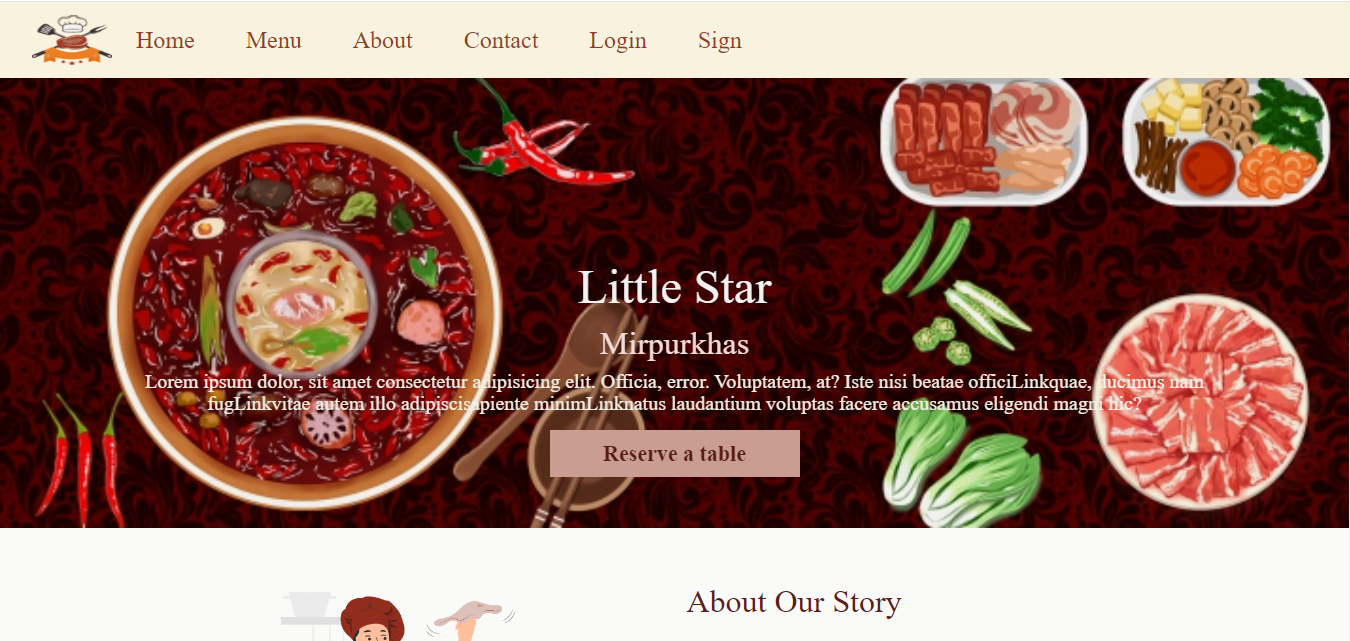 Home Menu About Contact Login Sign
Little Star
Mirpurkhas
Lorem ipsum dolor, sit amet consectetur adipisicing elit. Officia, error. Voluptatem, at? Iste nisi beatae officiLinkquae, ducimus nam
fugLinkvitae autem illo adipiscisapiente minimLinknatus laudantium voluptas facere accusamus eligendi magni hic?
Reserve a table
About Our Story